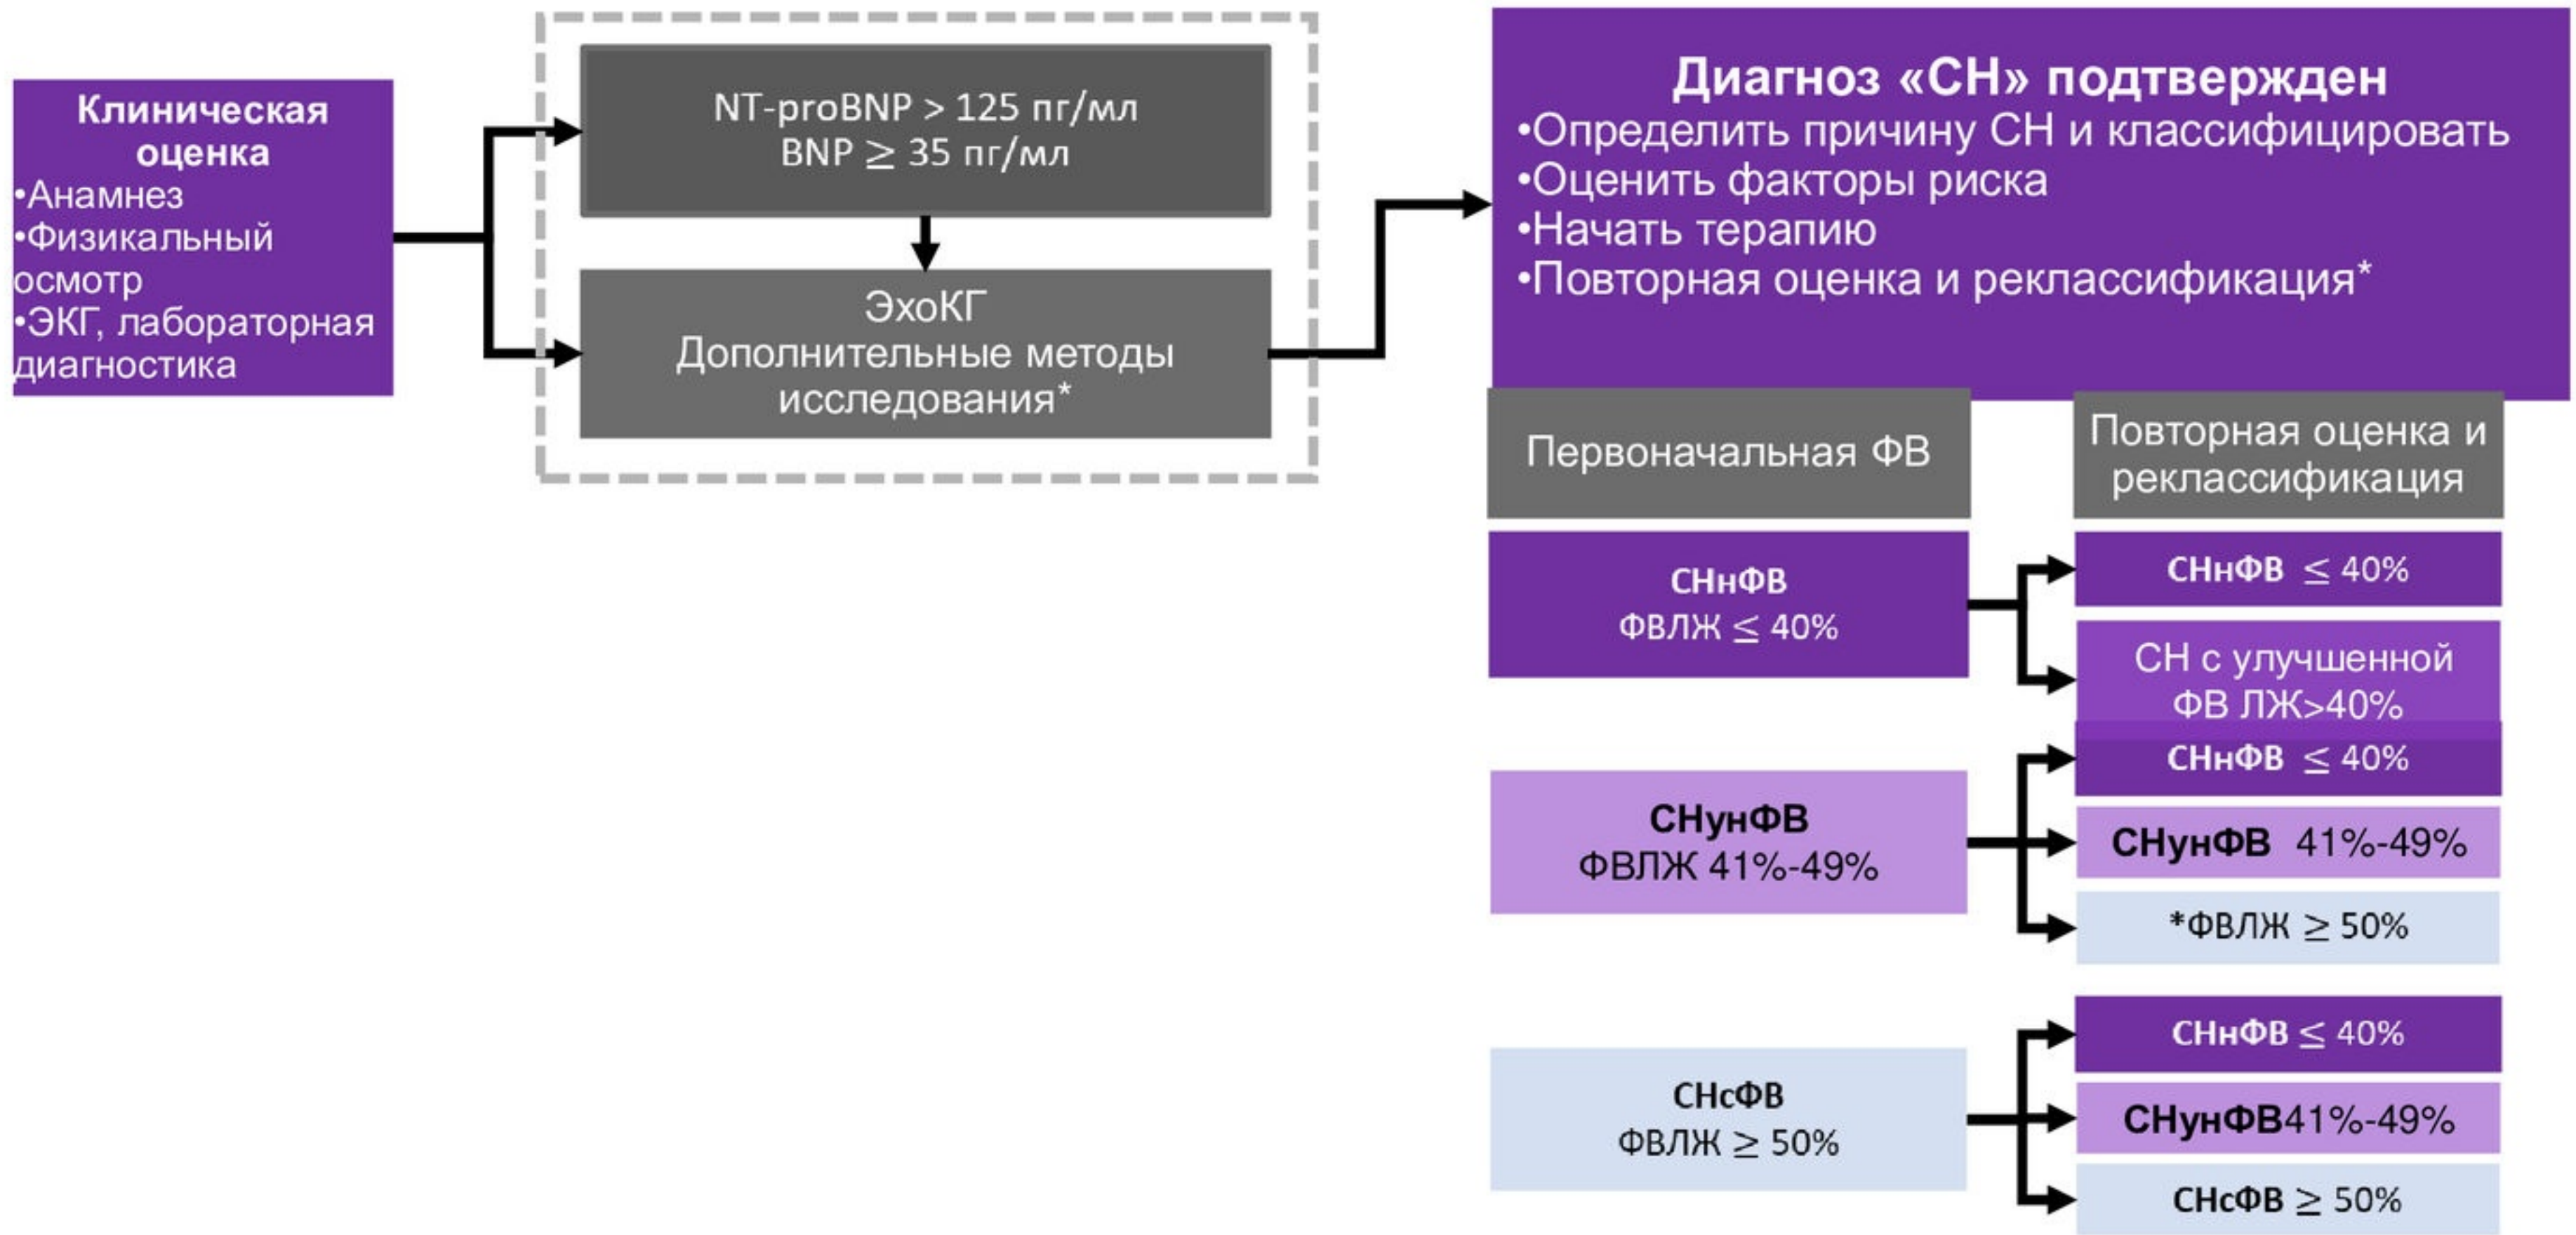 Клиническая
оценка
•Анамнез
•Физикальный
осмотр
•ЭКГ, лабораторная
диагностика
NT-proBNP > 125 пг/мл
BNP ≥ 35 пг/мл
ЭхоКГ
Дополнительные методы
исследования*
Диагноз «СН» подтвержден
•Определить причину СН и классифицировать
•Оценить факторы риска
•Начать терапию
•Повторная оценка и реклассификация*
Первоначальная ФВ
Повторная оценка и
реклассификация
СНнФВ
ФВЛЖ ≤ 40%
СНнФВ ≤ 40%
СН с улучшенной
ФВ ЛЖ>40%
СНунФВ
ФВЛЖ 41%-49%
СНнФВ ≤ 40%
СНунФВ 41%-49%
*ФВЛЖ ≥ 50%
СНсФВ
ФВЛЖ ≥ 50%
СНнФВ ≤ 40%
СНунФВ41%-49%
СНсФВ ≥ 50%